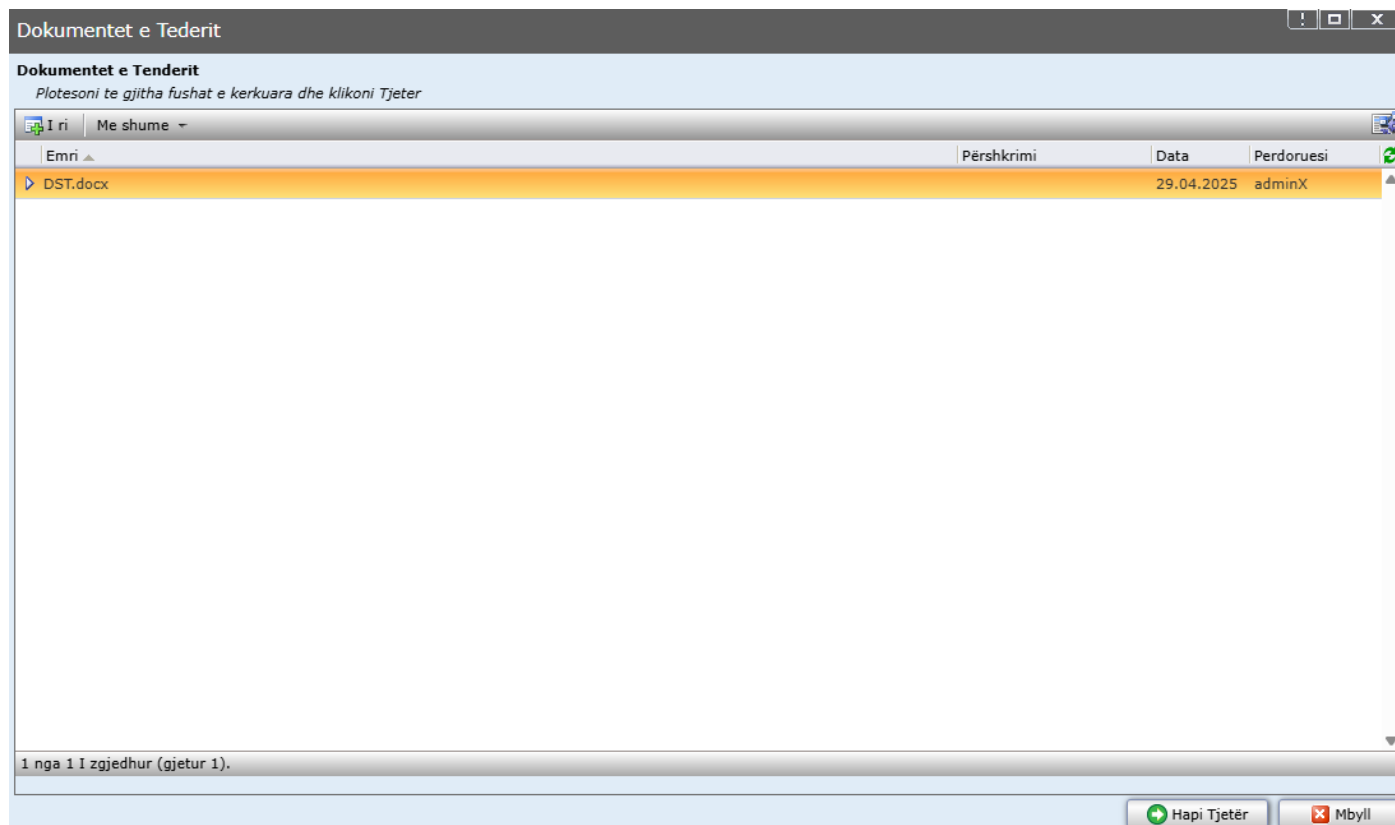 Dokumentet e Tederit
Dokumentet e Tenderit
Plotesoni te gjitha fushat e kerkuara dhe klikoni Tjeter
I ri Me shume
Emri Përshkrimi Data Perdoruesi
DST.docx 29.04.2025 adminX
1 nga 1 I zgjedhur (gjetur 1).
Hapi Tjetër Mbyll